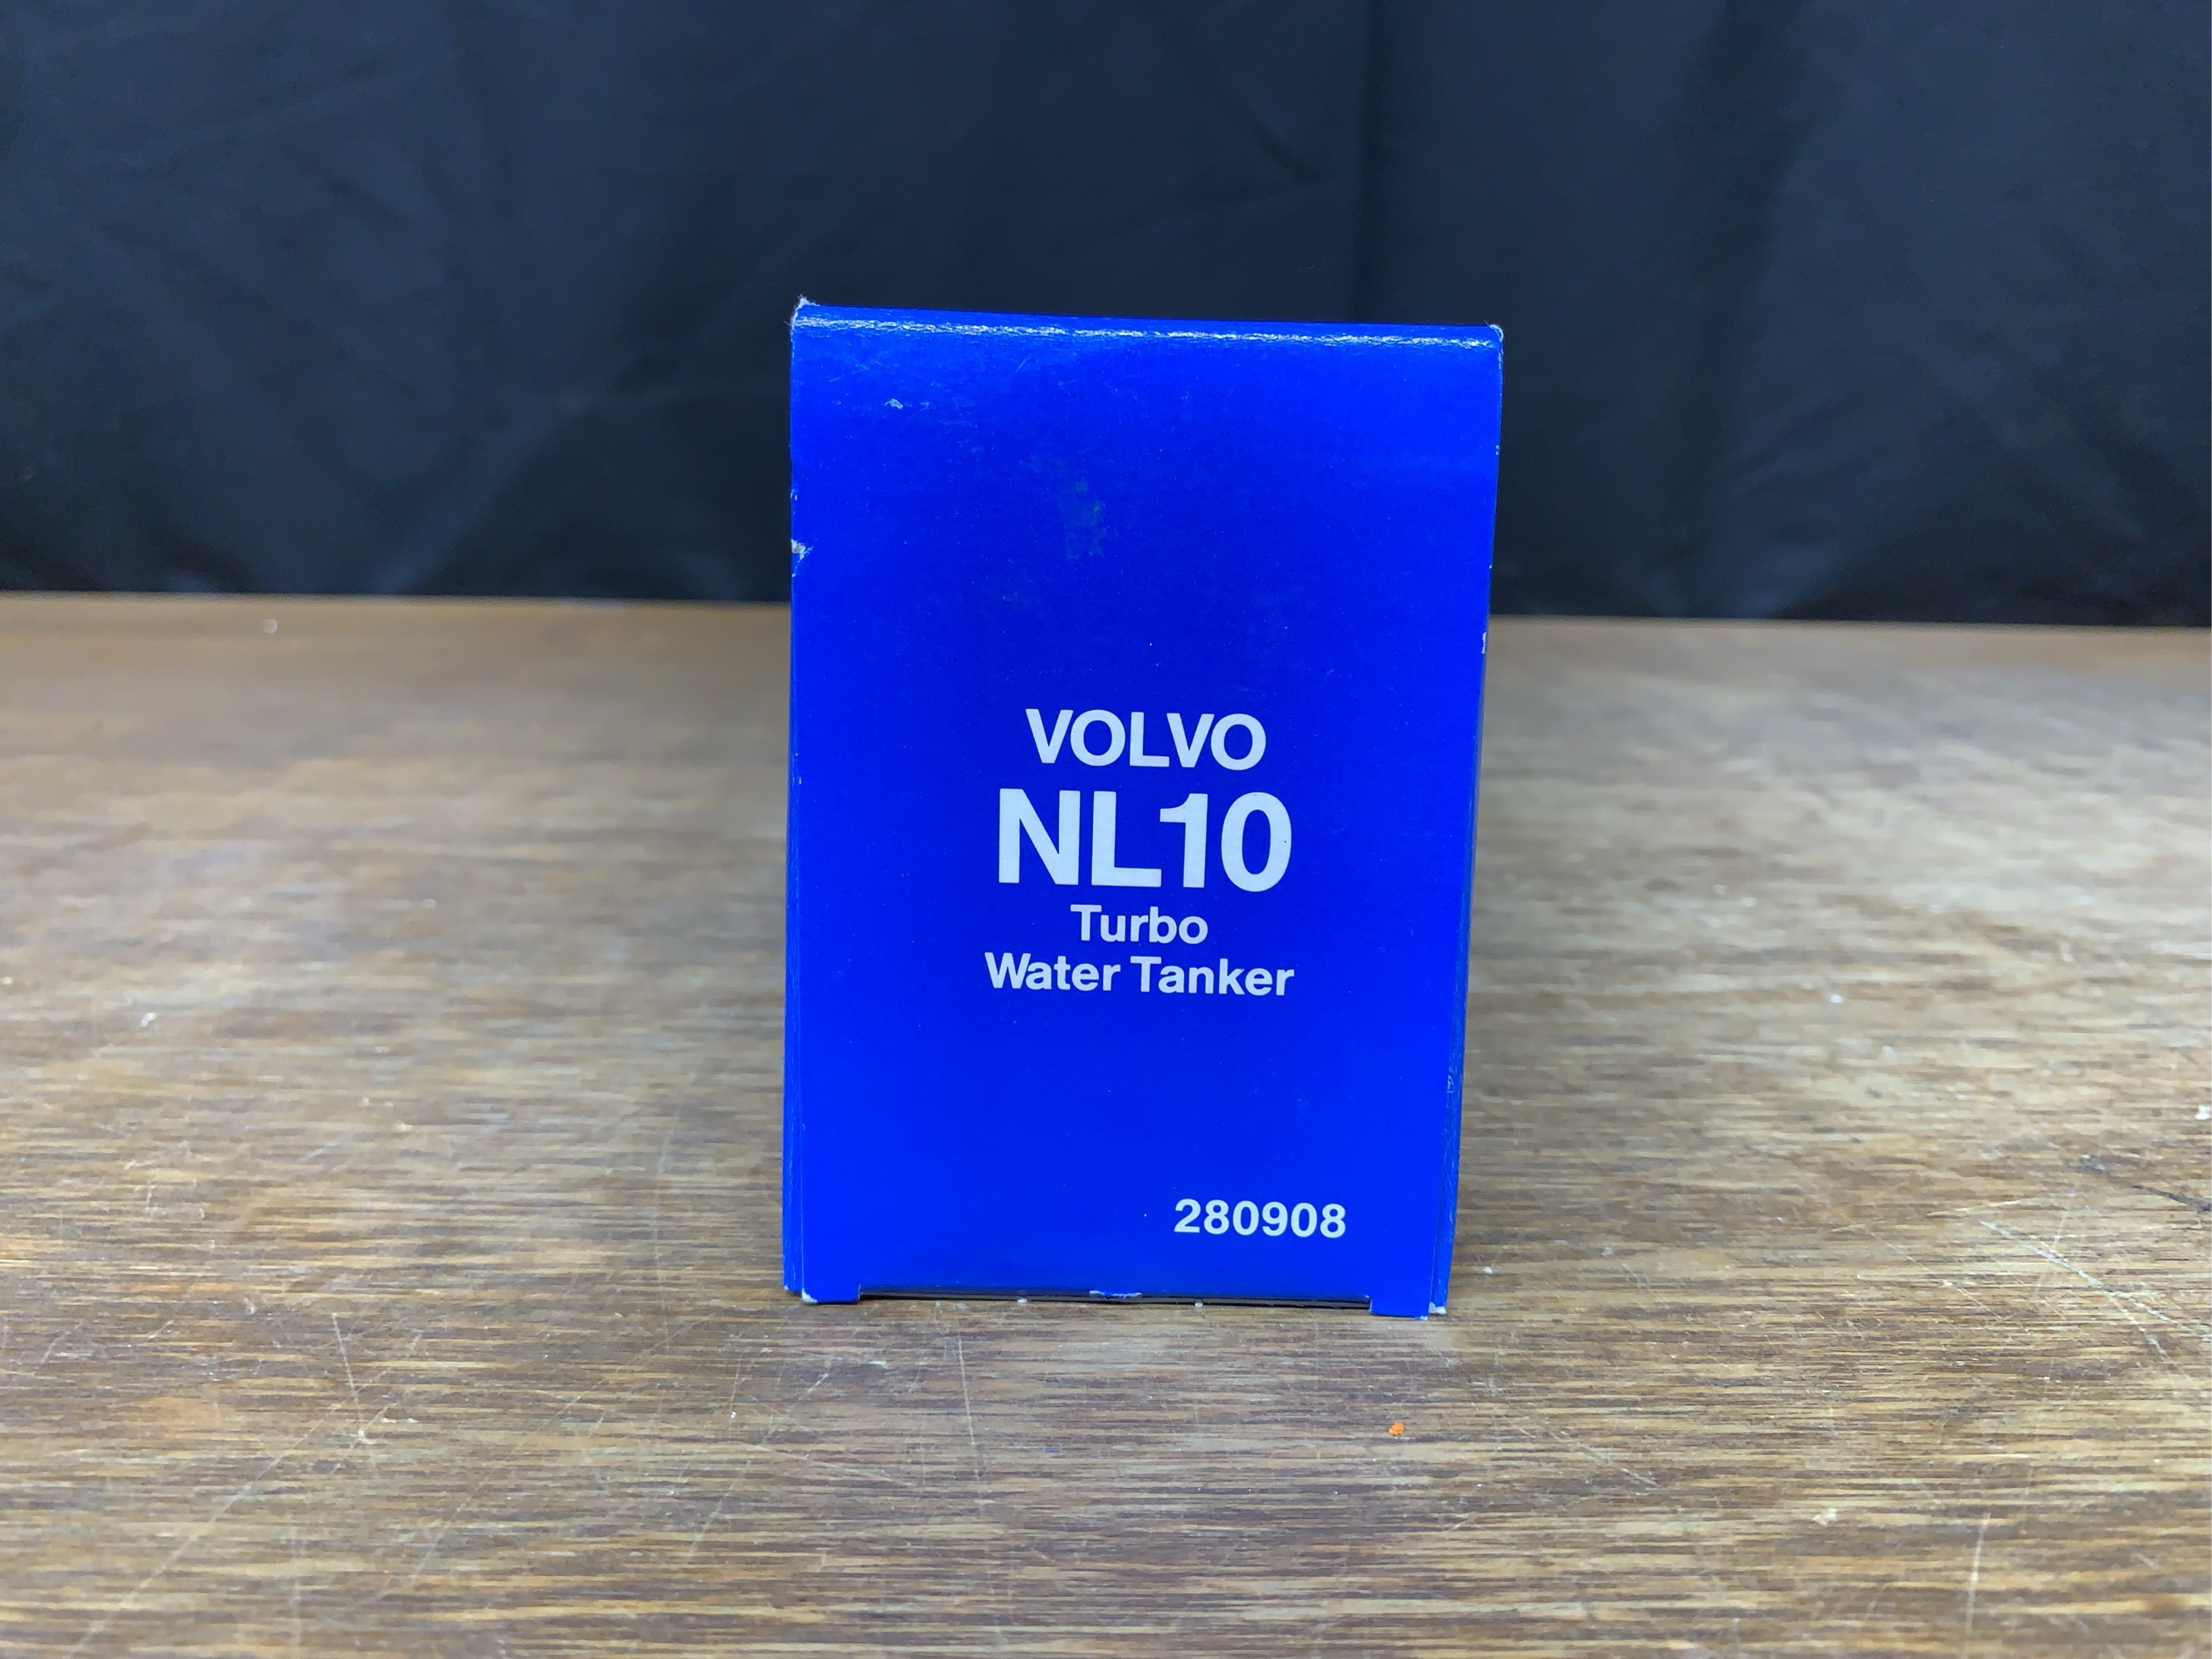 VOLVO
NL10
Turbo
Water Tanker
280908